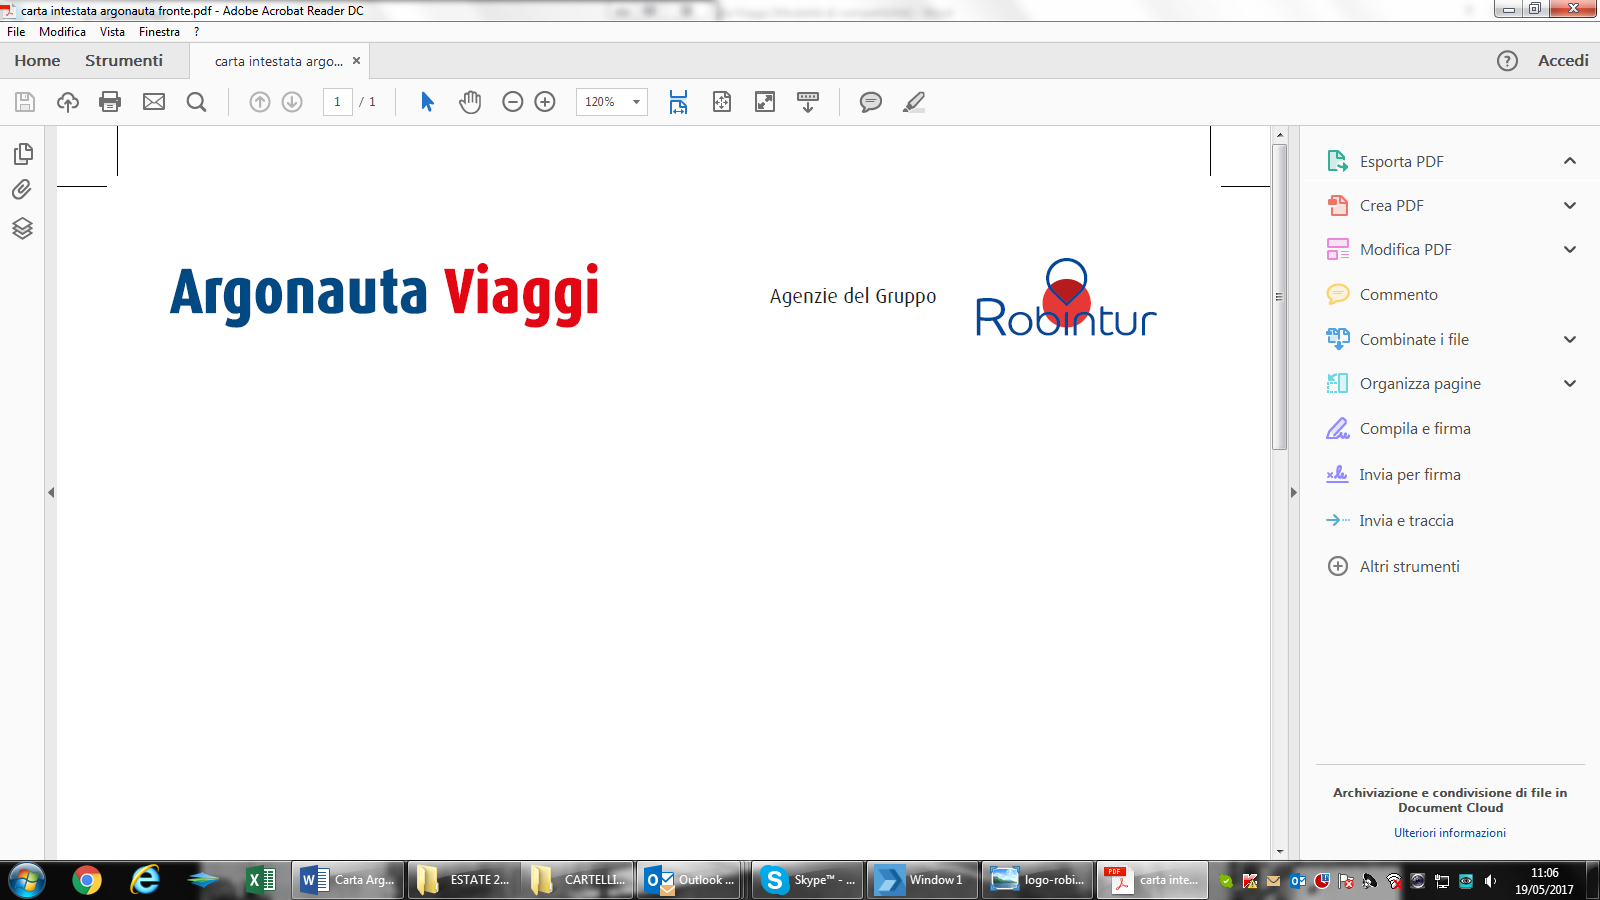 carta intestata argonauta fronte.pdf - Adobe Acrobat Reader DC
File Modifica Vista Finestra ?
Home Strumenti carta intestata argo... × ? Accedi
1 / 1 120%
Esporta PDF
Crea PDF
Argonauta Viaggi
Agenzie del Gruppo
Robintur
Modifica PDF
Commento
Combinate i file
Organizza pagine
Compila e firma
Invia per firma
Invia e traccia
Altri strumenti
Archiviazione e condivisione di file in
Document Cloud
Ulteriori informazioni
Carta Arg... ESTATE 2... CARTELLI... Outlook ... Skype™ - ... Window 1 logo-robi... carta inte...
11:06
19/05/2017